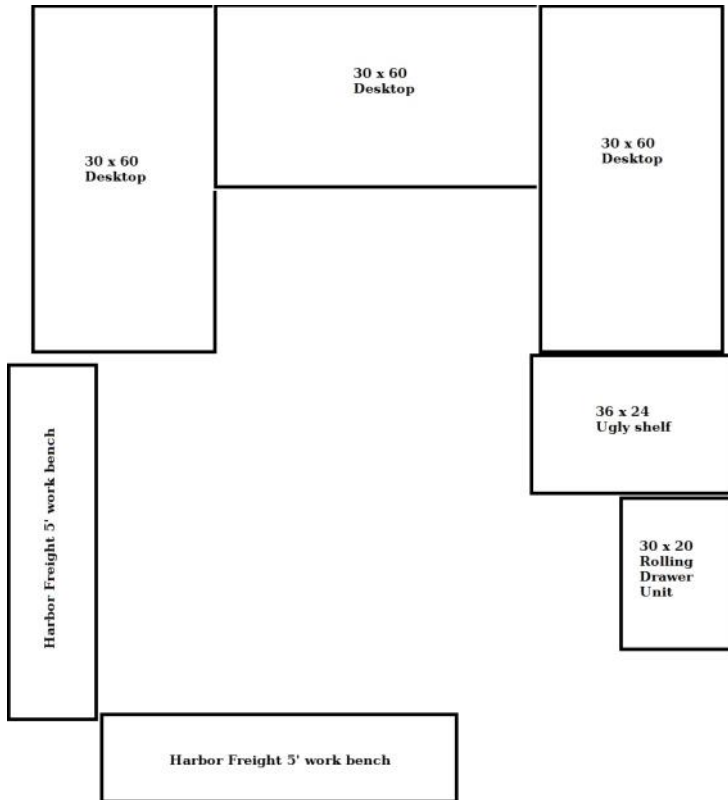 30 x 60
Desktop
30 x 60
Desktop
30 x 60
Desktop
36 x 24
Ugly shelf
Harbor Freight 5' work bench
30 x 20
Rolling
Drawer
Unit
Harbor Freight 5' work bench